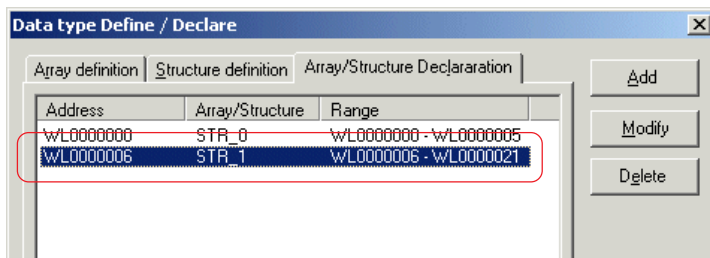 Data type Define / Declare
Array definition Structure definition Array/Structure Declararation
Add
Address Array/Structure Range
WL0000000 STR_0 WL0000000 - WL0000005
Modify
WL0000006 STR_1 WL0000006 - WL0000021
Delete